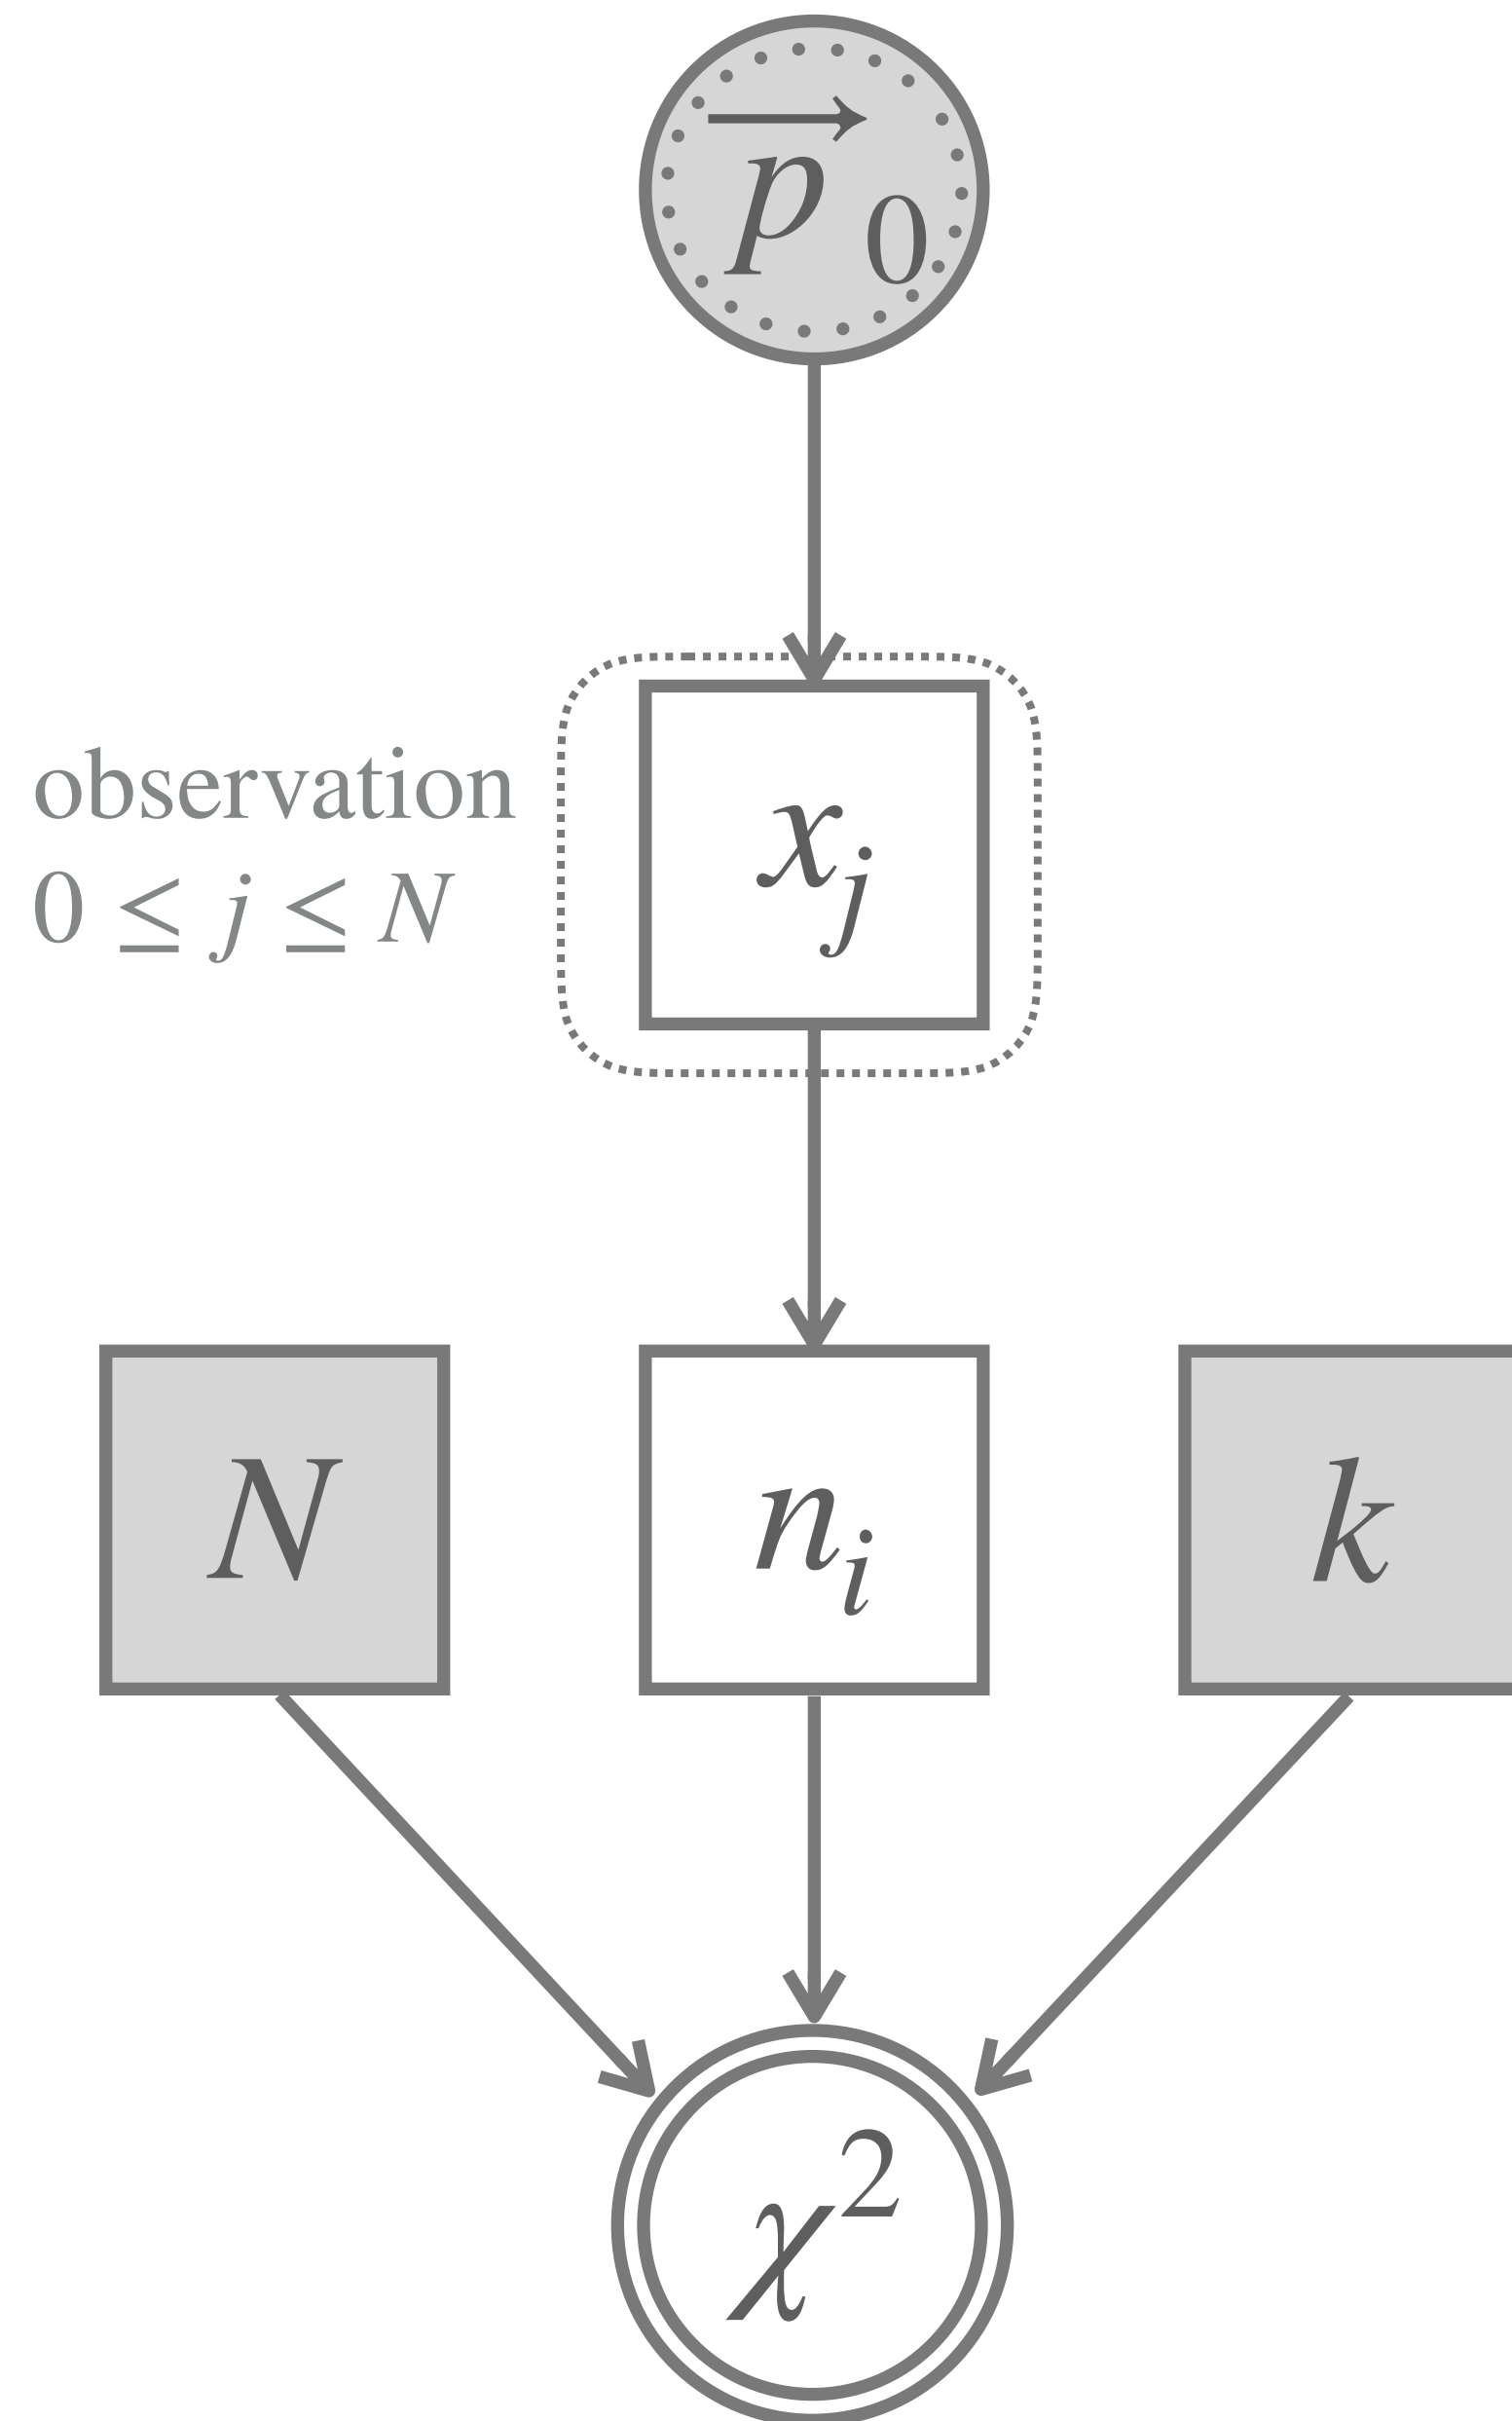 p⃗₀
observation
0 ≤ j ≤ N
xⱼ
N
nᵢ
k
χ²